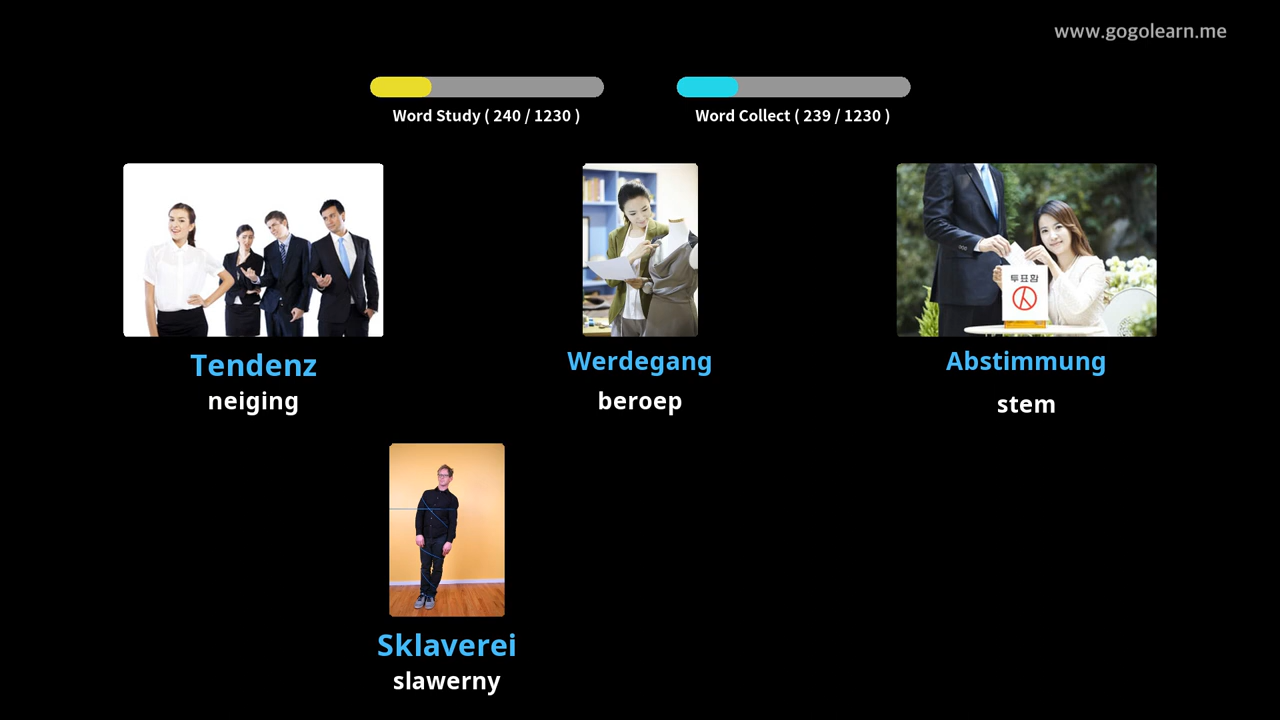 www.gogolearn.me
Word Study ( 240 / 1230 )
Word Collect ( 239 / 1230 )
투표함
Tendenz
neiging
Werdegang
beroep
Abstimmung
stem
Sklaverei
slawerny